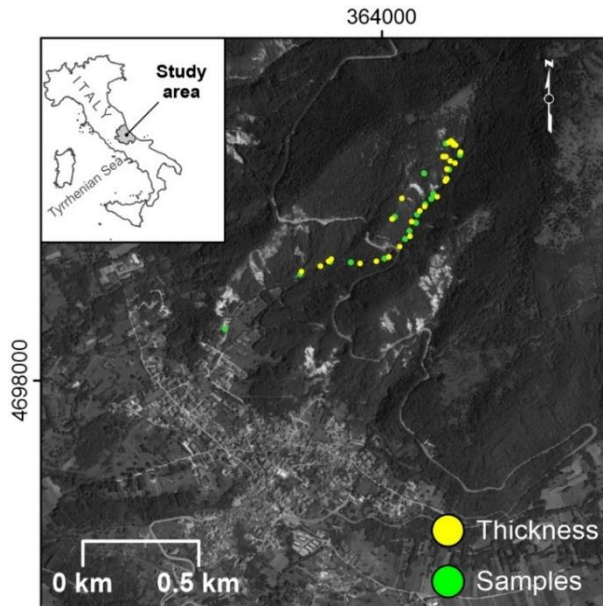 364000
Study
area
ITALY
Tyrrhenian Sea
N
4698000
Thickness
Samples
0 km 0.5 km